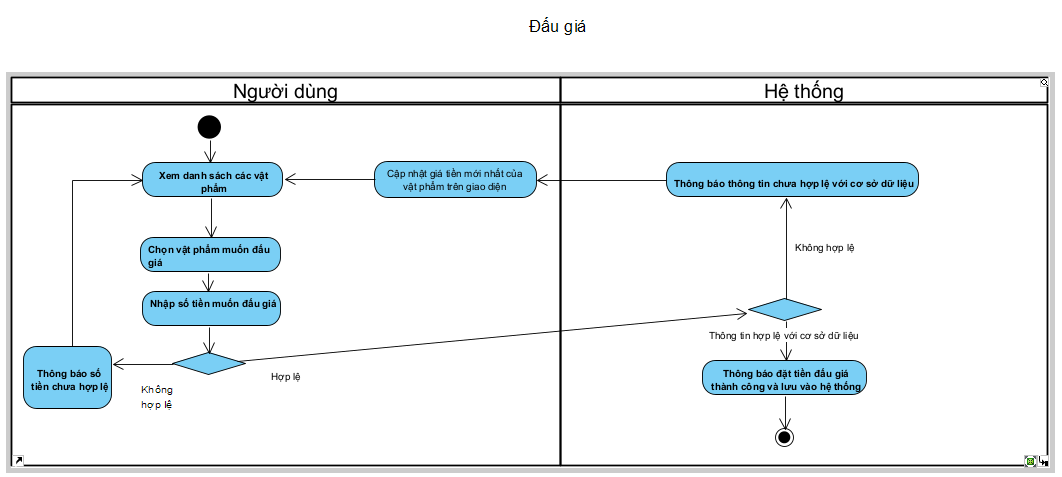 Đấu giá
Người dùng
Hệ thống
Xem danh sách các vật
phẩm
Cập nhật giá tiền mới nhất của
vật phẩm trên giao diện
Thông báo thông tin chưa hợp lệ với cơ sở dữ liệu
Chọn vật phẩm muốn đấu
giá
Không hợp lệ
Nhập số tiền muốn đấu giá
Thông tin hợp lệ với cơ sở dữ liệu
Thông báo số
tiền chưa hợp lệ
Không
hợp lệ
Hợp lệ
Thông báo đặt tiền đấu giá
thành công và lưu vào hệ thống